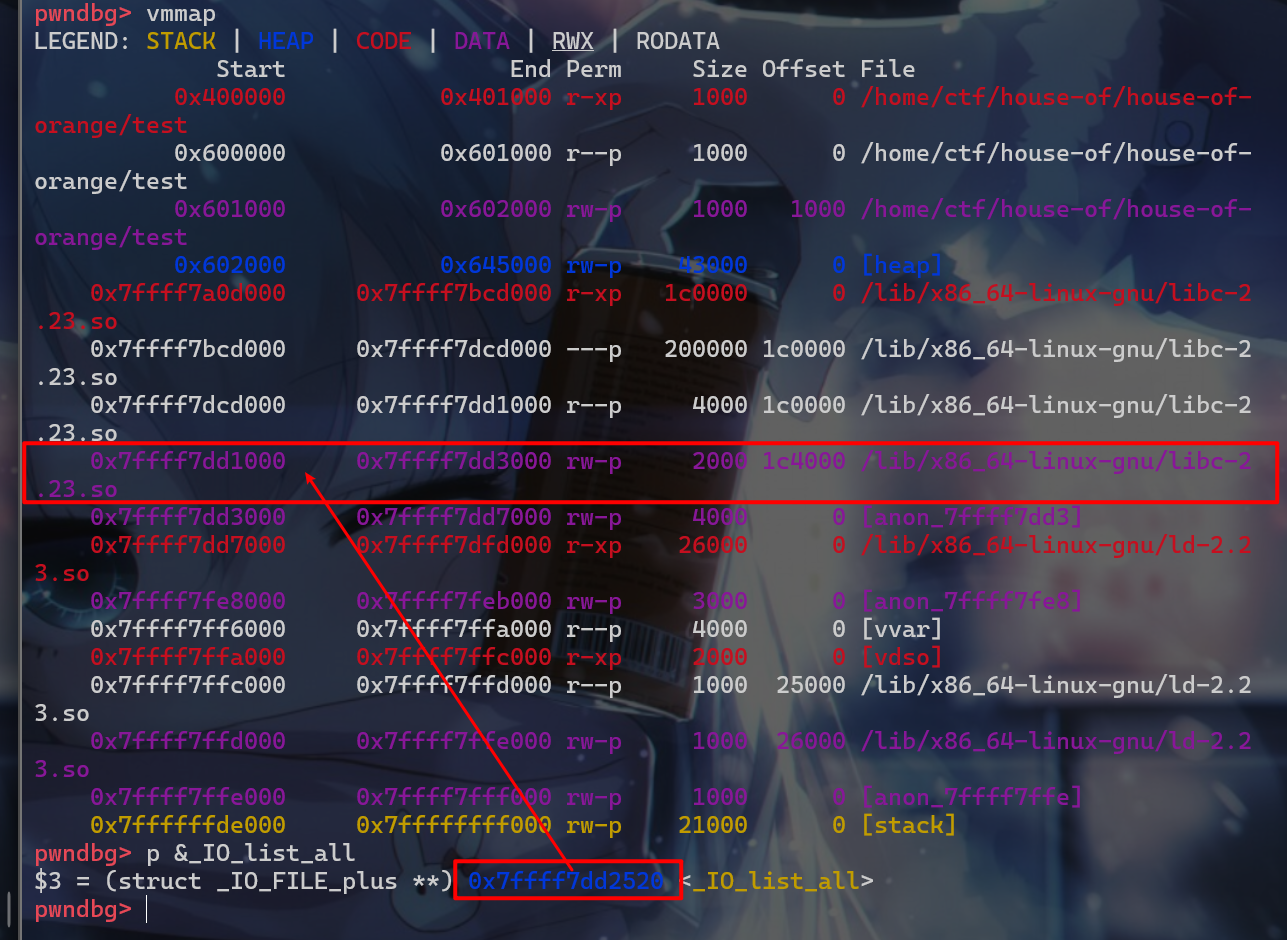 pwndbg> vmmap
LEGEND: STACK | HEAP | CODE | DATA | RWX | RODATA
Start End Perm Size Offset File
0x400000 0x401000 r-xp 1000 0 /home/ctf/house-of/house-of-
orange/test
0x600000 0x601000 r--p 1000 0 /home/ctf/house-of/house-of-
orange/test
0x601000 0x602000 rw-p 1000 1000 /home/ctf/house-of/house-of-
orange/test
0x602000 0x645000 rw-p 43000 0 [heap]
0x7ffff7a0d000 0x7ffff7bcd000 r-xp 1c0000 0 /lib/x86_64-linux-gnu/libc-2
.23.so
0x7ffff7bcd000 0x7ffff7dcd000 ---p 200000 1c0000 /lib/x86_64-linux-gnu/libc-2
.23.so
0x7ffff7dcd000 0x7ffff7dd1000 r--p 4000 1c0000 /lib/x86_64-linux-gnu/libc-2
.23.so
0x7ffff7dd1000 0x7ffff7dd3000 rw-p 2000 1c4000 /lib/x86_64-linux-gnu/libc-2
.23.so
0x7ffff7dd3000 0x7ffff7dd7000 rw-p 4000 0 [anon_7ffff7dd3]
0x7ffff7dd7000 0x7ffff7dfd000 r-xp 26000 0 /lib/x86_64-linux-gnu/ld-2.2
3.so
0x7ffff7fe8000 0x7ffff7feb000 rw-p 3000 0 [anon_7ffff7fe8]
0x7ffff7ff6000 0x7ffff7ffa000 r--p 4000 0 [vvar]
0x7ffff7ffa000 0x7ffff7ffc000 r-xp 2000 0 [vdso]
0x7ffff7ffc000 0x7ffff7ffd000 r--p 1000 25000 /lib/x86_64-linux-gnu/ld-2.2
3.so
0x7ffff7ffd000 0x7ffff7ffe000 rw-p 1000 26000 /lib/x86_64-linux-gnu/ld-2.2
3.so
0x7ffff7ffe000 0x7ffff7fff000 rw-p 1000 0 [anon_7ffff7ffe]
0x7ffffffde000 0x7ffffffff000 rw-p 21000 0 [stack]
pwndbg> p &_IO_list_all
$3 = (struct _IO_FILE_plus **) 0x7ffff7dd2520 <_IO_list_all>
pwndbg>